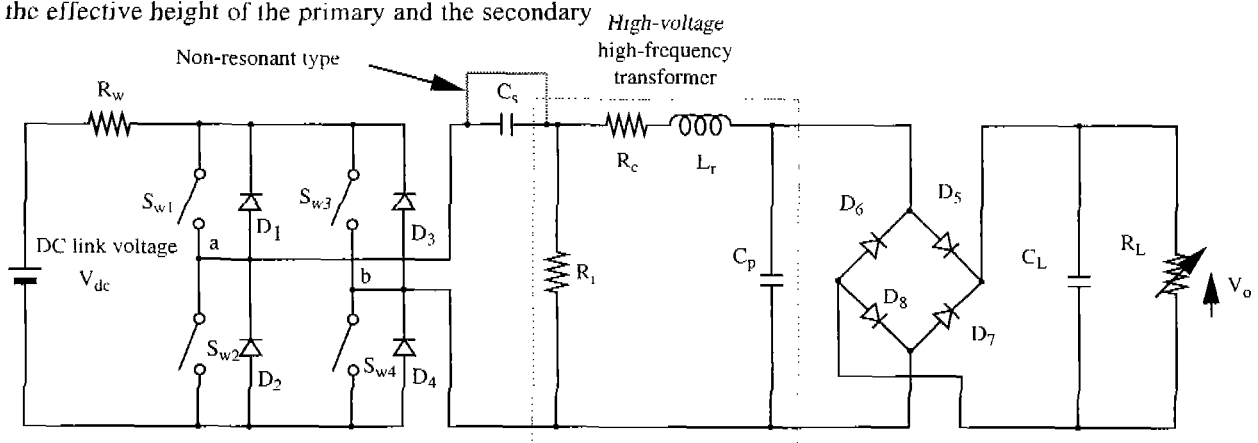 the effective height of the primary and the secondary
High-voltage
high-frequency
transformer
Non-resonant type
C_s
R_w
R_c
L_r
S_w1
S_w3
D_1
D_3
D_6
D_5
DC link voltage
V_dc
a
b
R_1
C_p
C_L
R_L
V_o
D_8
D_7
S_w2
D_2
S_w4
D_4